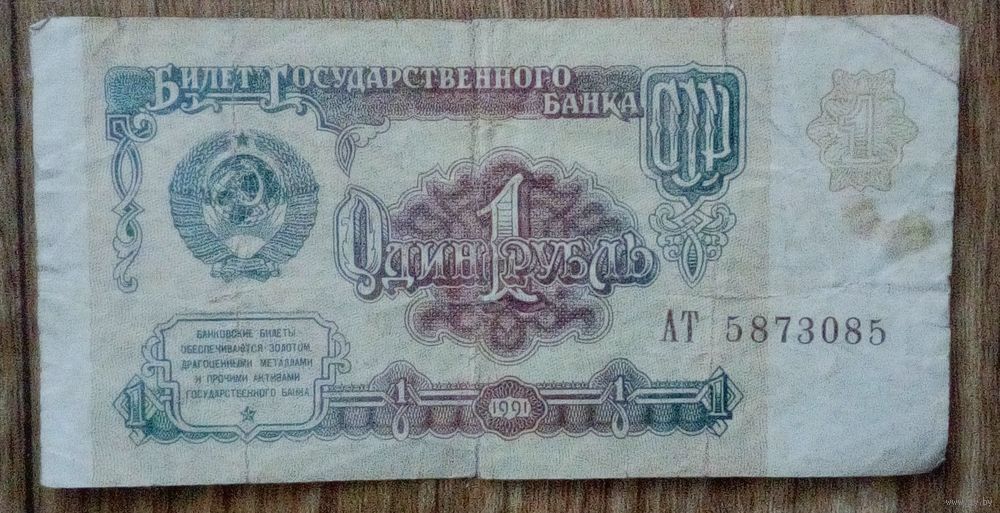 Билет Государственного
Банка
1
1
Один рубль
АТ 5873085
БАНКОВСКИЕ БИЛЕТЫ
ОБЕСПЕЧИВАЮТСЯ ЗОЛОТОМ,
ДРАГОЦЕННЫМИ МЕТАЛЛАМИ
И ПРОЧИМИ АКТИВАМИ
ГОСУДАРСТВЕННОГО БАНКА
1 1 1991 1 1